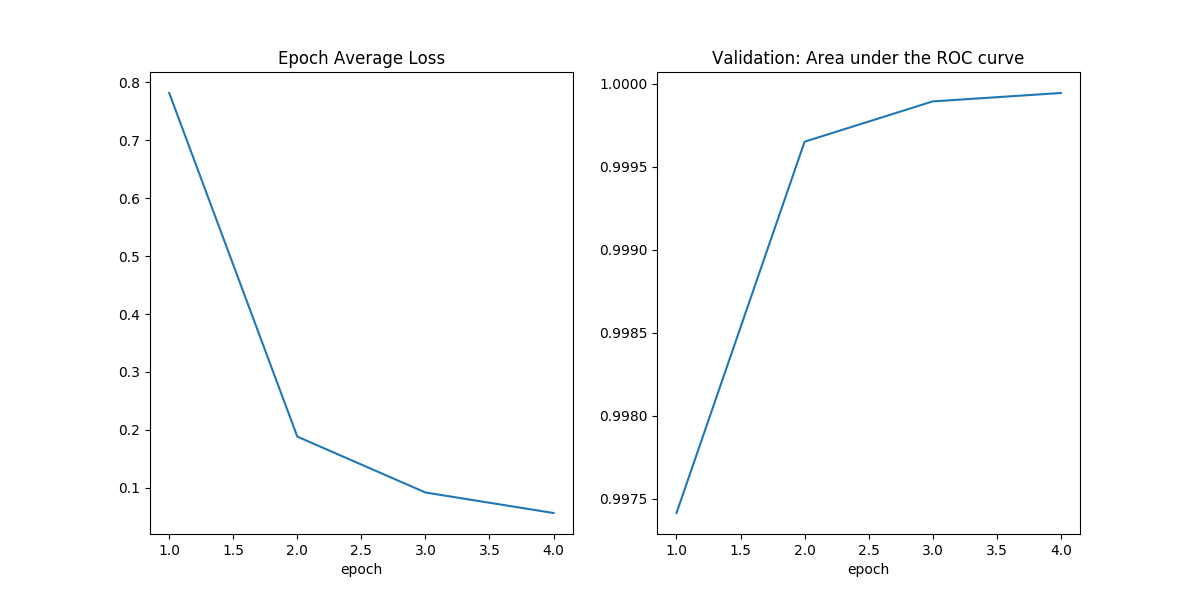 Epoch Average Loss
0.8
0.7
0.6
0.5
0.4
0.3
0.2
0.1
1.0 1.5 2.0 2.5 3.0 3.5 4.0
epoch
Validation: Area under the ROC curve
1.0000
0.9995
0.9990
0.9985
0.9980
0.9975
1.0 1.5 2.0 2.5 3.0 3.5 4.0
epoch